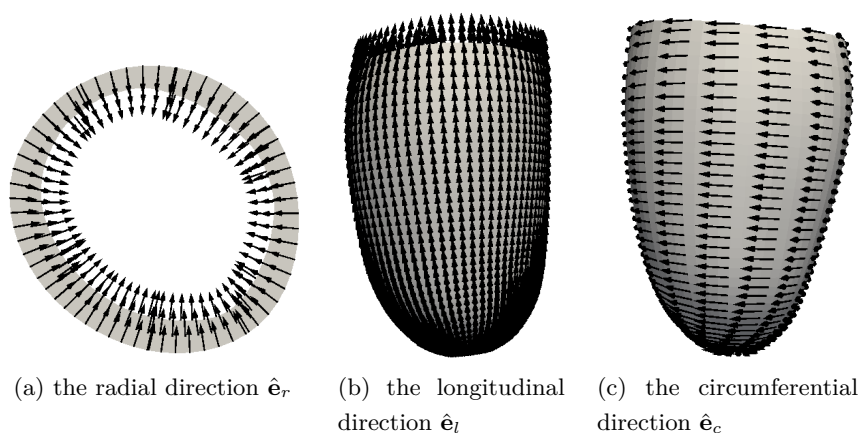 (a) the radial direction ê_r
(b) the longitudinal
direction ê_l
(c) the circumferential
direction ê_c